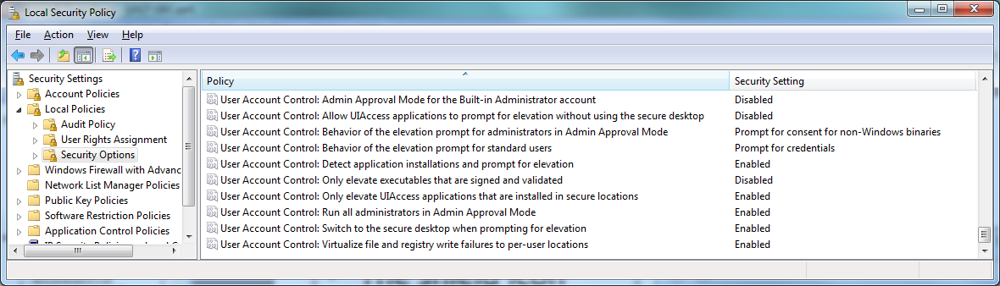 Local Security Policy
File Action View Help
Security Settings
Account Policies
Local Policies
Audit Policy
User Rights Assignment
Security Options
Windows Firewall with Advanc
Network List Manager Policies
Public Key Policies
Software Restriction Policies
Application Control Policies
Policy Security Setting
User Account Control: Admin Approval Mode for the Built-in Administrator account Disabled
User Account Control: Allow UIAccess applications to prompt for elevation without using the secure desktop Disabled
User Account Control: Behavior of the elevation prompt for administrators in Admin Approval Mode Prompt for consent for non-Windows binaries
User Account Control: Behavior of the elevation prompt for standard users Prompt for credentials
User Account Control: Detect application installations and prompt for elevation Enabled
User Account Control: Only elevate executables that are signed and validated Disabled
User Account Control: Only elevate UIAccess applications that are installed in secure locations Enabled
User Account Control: Run all administrators in Admin Approval Mode Enabled
User Account Control: Switch to the secure desktop when prompting for elevation Enabled
User Account Control: Virtualize file and registry write failures to per-user locations Enabled